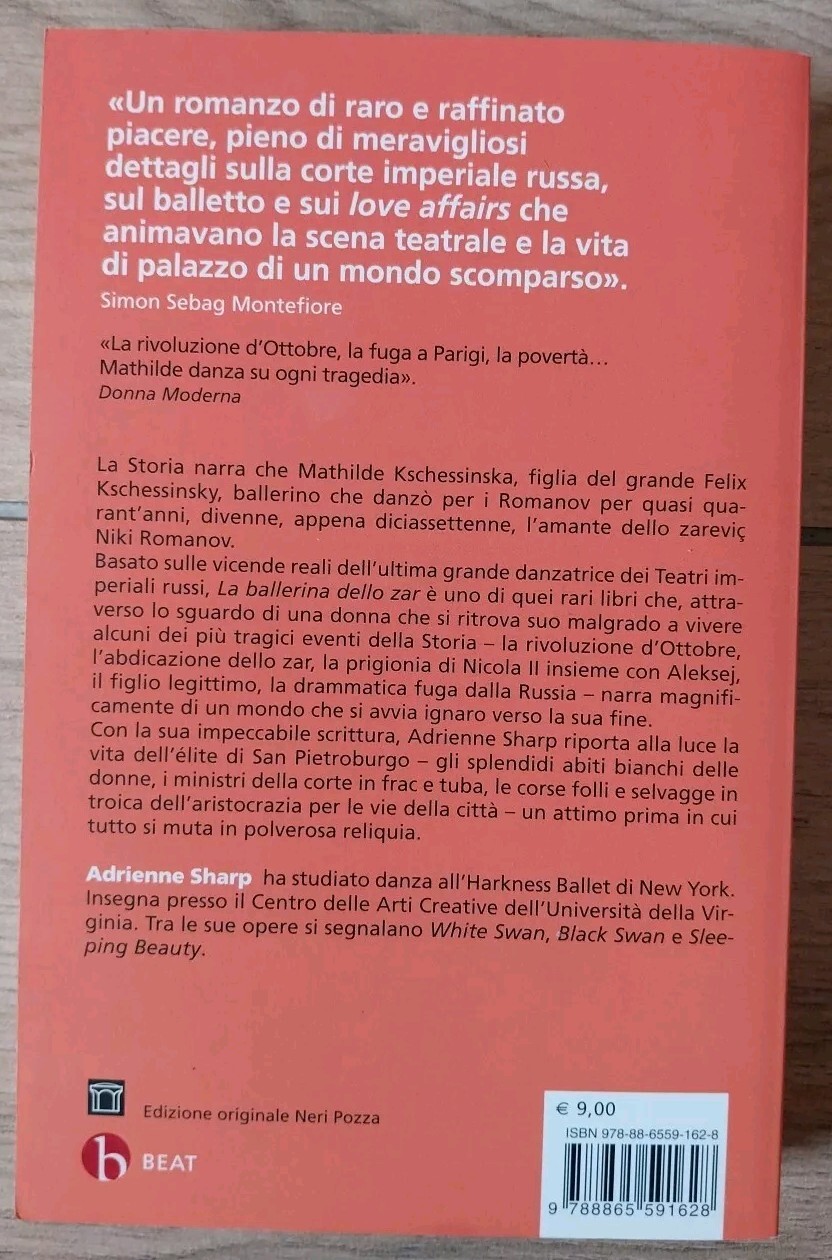 «Un romanzo di raro e raffinato
piacere, pieno di meravigliosi
dettagli sulla corte imperiale russa,
sul balletto e sui love affairs che
animavano la scena teatrale e la vita
di palazzo di un mondo scomparso».
Simon Sebag Montefiore
«La rivoluzione d'Ottobre, la fuga a Parigi, la povertà...
Mathilde danza su ogni tragedia».
Donna Moderna
La Storia narra che Mathilde Kschessinska, figlia del grande Felix
Kschessinsky, ballerino che danzò per i Romanov per quasi qua-
rant'anni, divenne, appena diciassettenne, l'amante dello zareviç
Niki Romanov.
Basato sulle vicende reali dell'ultima grande danzatrice dei Teatri im-
periali russi, La ballerina dello zar è uno di quei rari libri che, attra-
verso lo sguardo di una donna che si ritrova suo malgrado a vivere
alcuni dei più tragici eventi della Storia – la rivoluzione d'Ottobre,
l'abdicazione dello zar, la prigionia di Nicola II insieme con Aleksej,
il figlio legittimo, la drammatica fuga dalla Russia – narra magnifi-
camente di un mondo che si avvia ignaro verso la sua fine.
Con la sua impeccabile scrittura, Adrienne Sharp riporta alla luce la
vita dell'élite di San Pietroburgo – gli splendidi abiti bianchi delle
donne, i ministri della corte in frac e tuba, le corse folli e selvagge in
troica dell'aristocrazia per le vie della città – un attimo prima in cui
tutto si muta in polverosa reliquia.
Adrienne Sharp ha studiato danza all'Harkness Ballet di New York.
Insegna presso il Centro delle Arti Creative dell'Università della Vir-
ginia. Tra le sue opere si segnalano White Swan, Black Swan e Slee-
ping Beauty.
Edizione originale Neri Pozza
b BEAT
€ 9,00
ISBN 978-88-6559-162-8
9 788865 591628